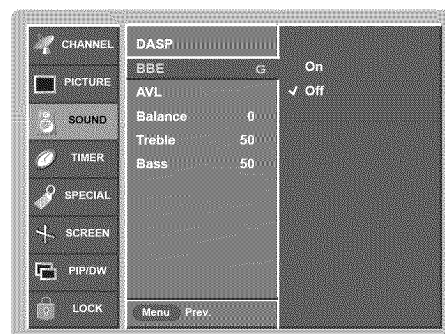 CHANNEL
PICTURE
SOUND
TIMER
SPECIAL
SCREEN
PIP/DW
LOCK
DASP
BBE G
AVL
Balance 0
Treble 50
Bass 50
Menu Prev.
On
✓ Off